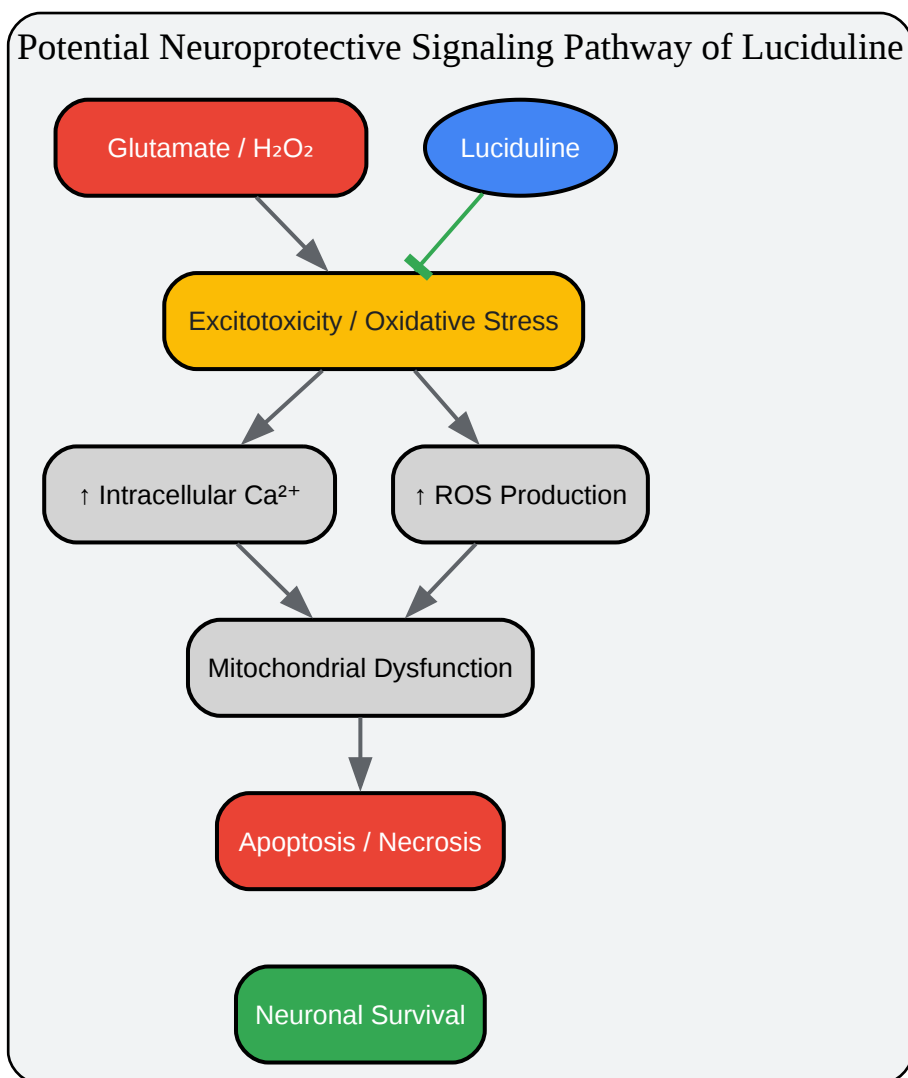 Potential Neuroprotective Signaling Pathway of Luciduline
Glutamate / H₂O₂
Luciduline
Excitotoxicity / Oxidative Stress
↑ Intracellular Ca²⁺
↑ ROS Production
Mitochondrial Dysfunction
Apoptosis / Necrosis
Neuronal Survival